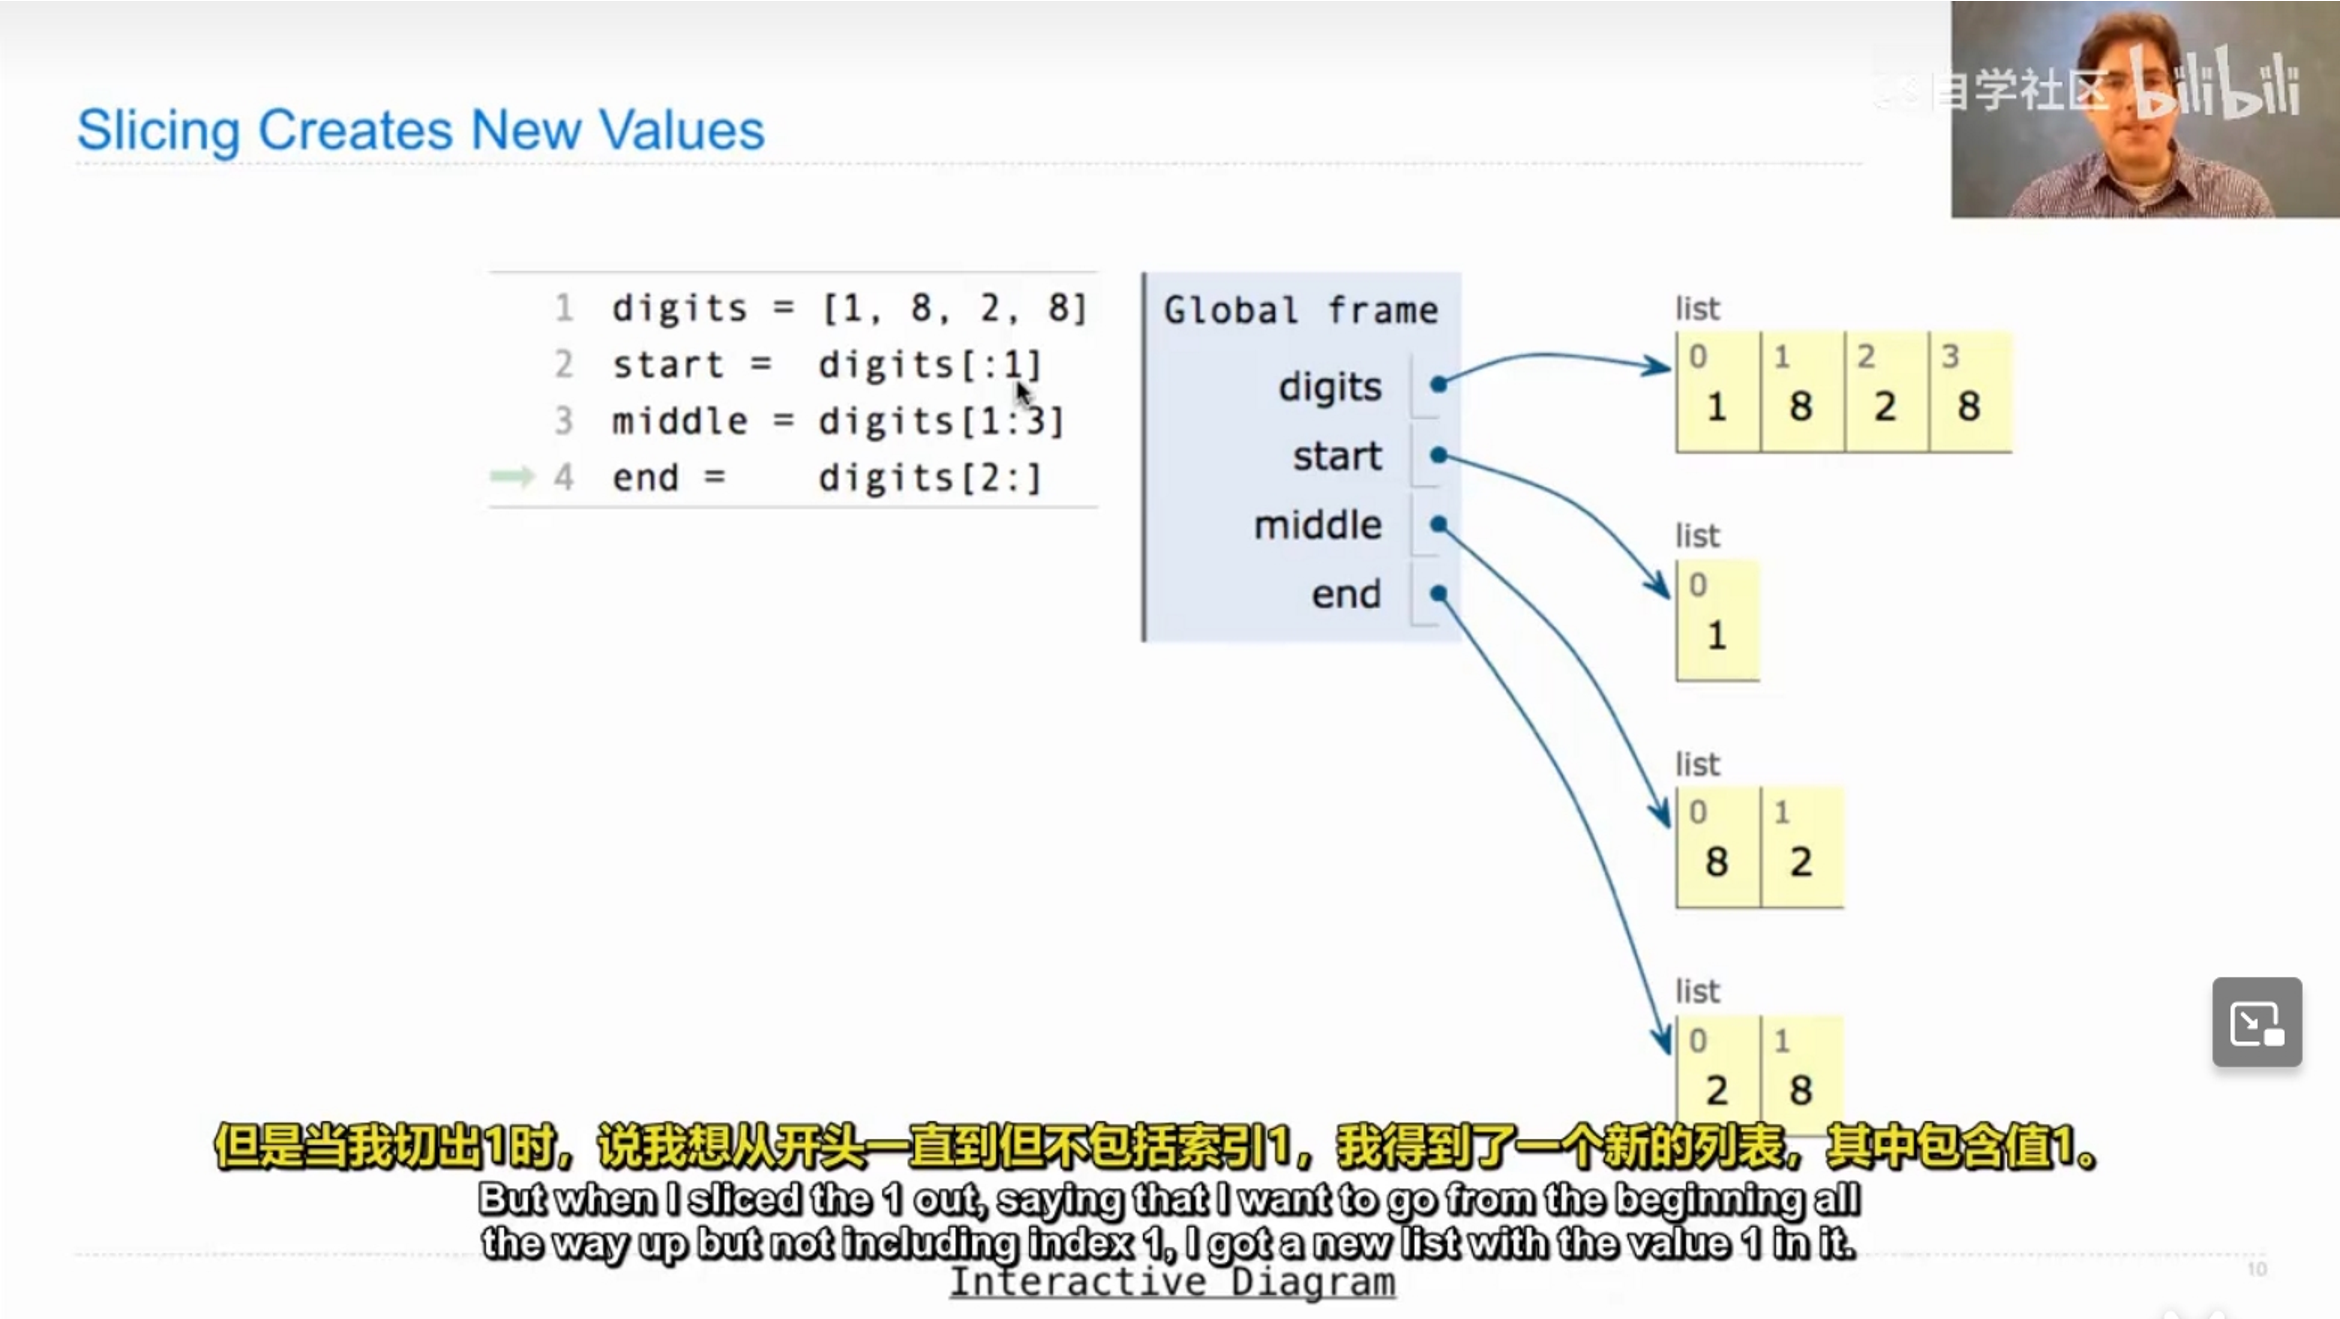 自学社区 bilibili
Slicing Creates New Values
1 digits = [1, 8, 2, 8]
2 start = digits[:1]
3 middle = digits[1:3]
4 end = digits[2:]
Global frame
digits
start
middle
end
list
0 1 2 3
1 8 2 8
list
0
1
list
0 1
8 2
list
0 1
2 8
但是当我切出1时，说我想从开头一直到但不包括索引1，我得到了一个新的列表，其中包含值1。
But when I sliced the 1 out, saying that I want to go from the beginning all
the way up but not including index 1, I got a new list with the value 1 in it.
Interactive Diagram
10